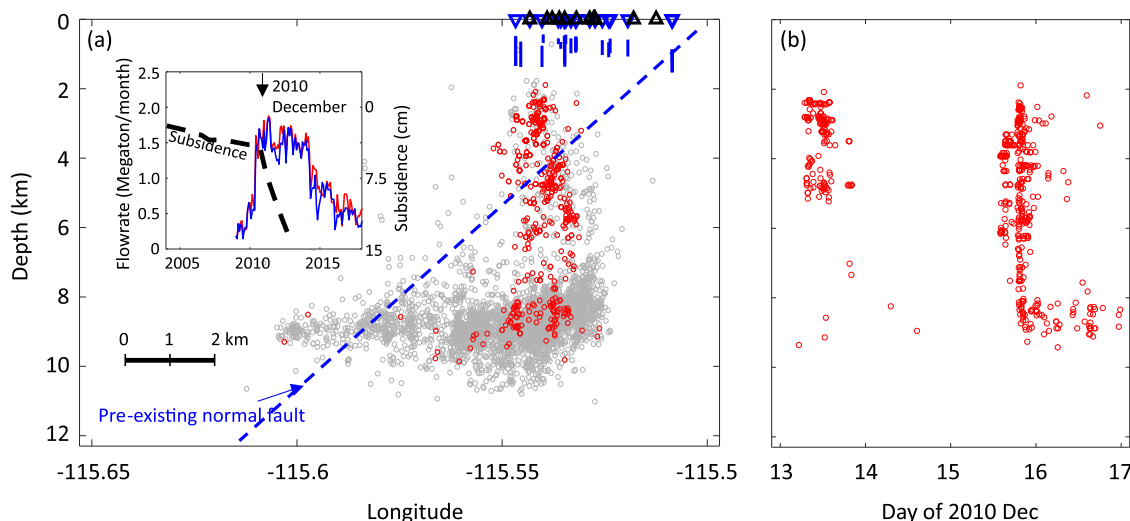 (a)
(b)
0
2
4
6
8
10
12
Depth (km)
2.5
2.0
1.5
1.0
0.5
0
Flowrate (Megaton/month)
2005
2010
2015
2010
December
Subsidence
0
7.5
15
Subsidence (cm)
0 1 2 km
Pre-existing normal fault
-115.65 -115.6 -115.55 -115.5
Longitude
13 14 15 16 17
Day of 2010 Dec